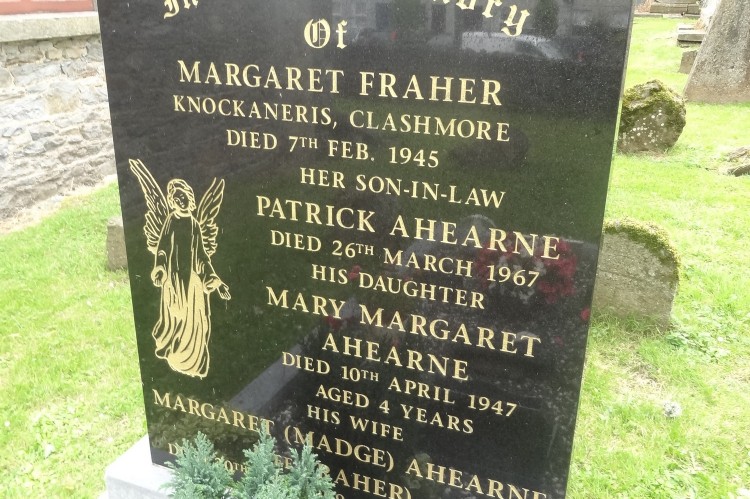 In
Of
MARGARET FRAHER
KNOCKANERIS, CLASHMORE
DIED 7TH FEB. 1945
HER SON-IN-LAW
PATRICK AHEARNE
DIED 26TH MARCH 1967
HIS DAUGHTER
MARY MARGARET
AHEARNE
DIED 10TH APRIL 1947
AGED 4 YEARS
HIS WIFE
MARGARET (MADGE) AHEARNE